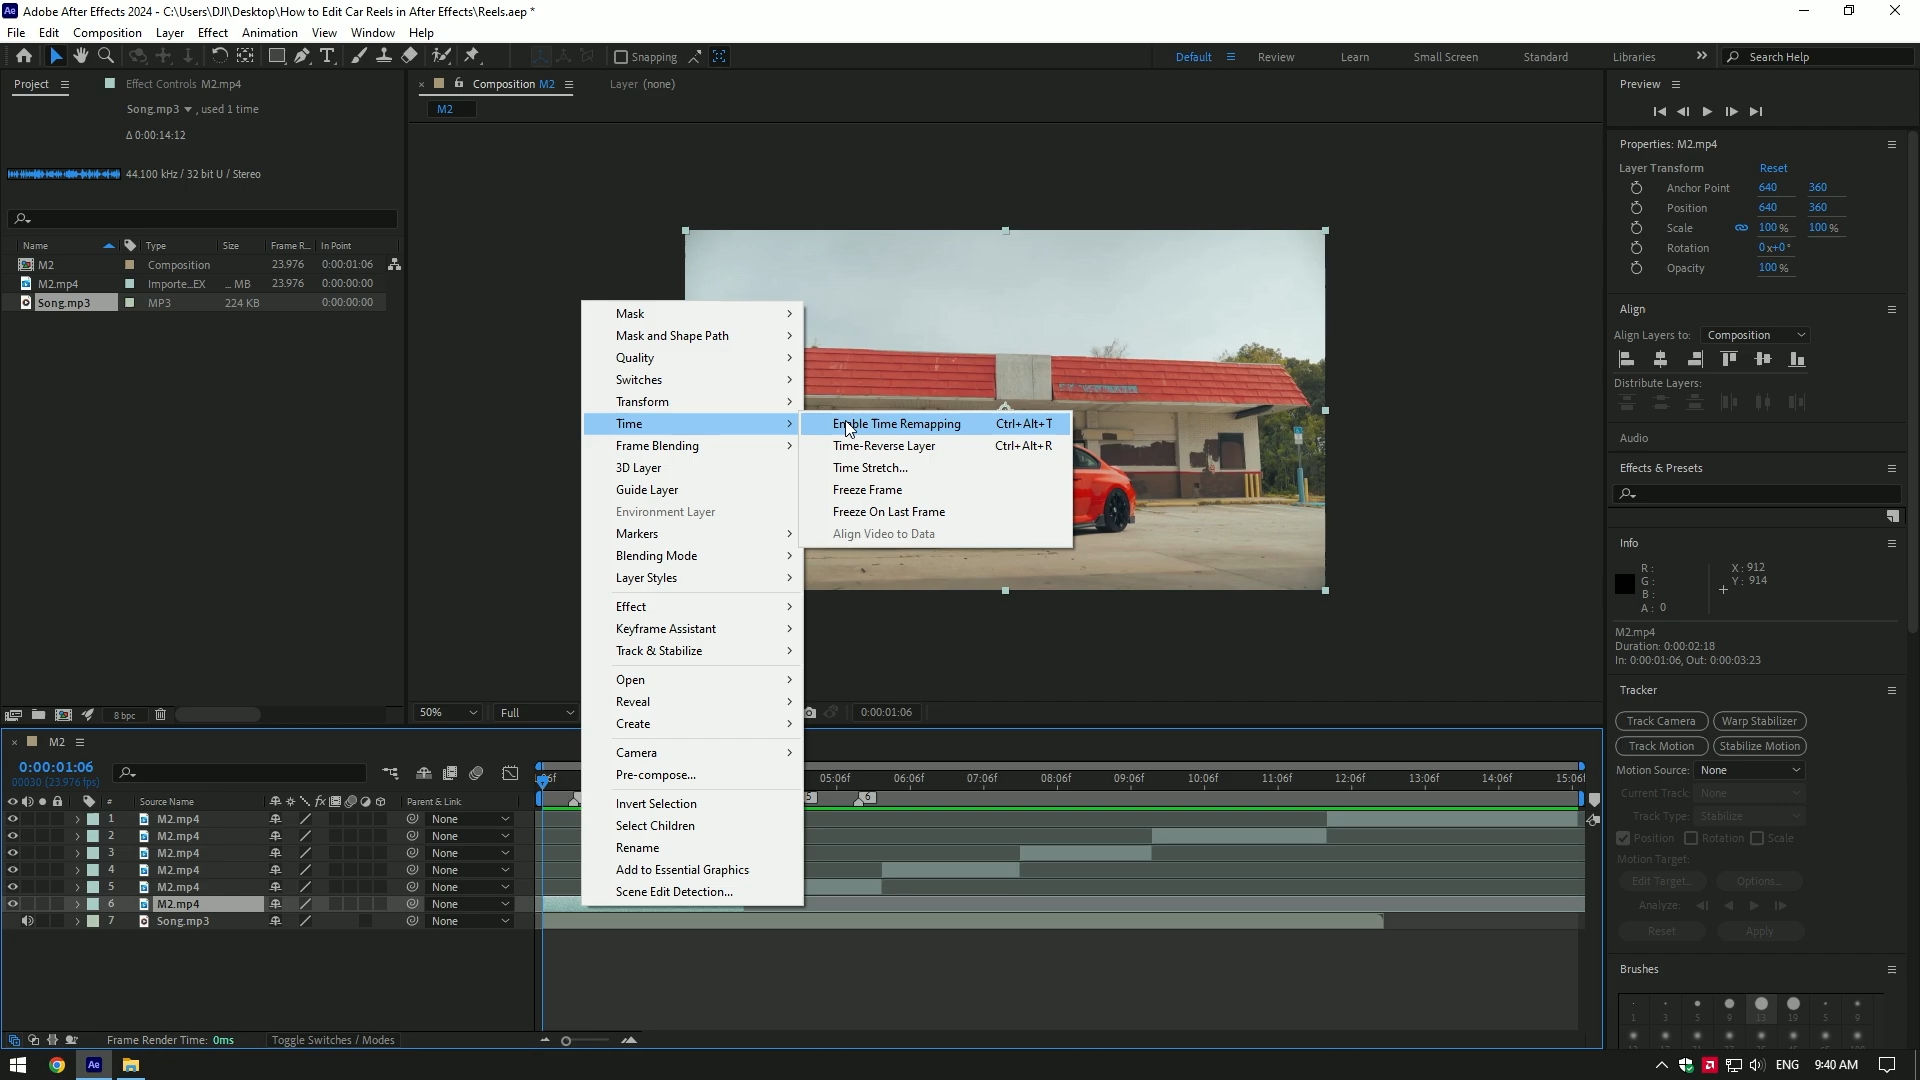 Adobe After Effects 2024 - C:\Users\DJI\Desktop\How to Edit Car Reels in After Effects\Reels.aep *
File Edit Composition Layer Effect Animation View Window Help
Snapping
Default Review Learn Small Screen Standard Libraries Search Help
Project Effect Controls M2.mp4
Composition M2 Layer (none)
M2
Song.mp3 , used 1 time
Δ 0:00:14:12
44.100 kHz / 32 bit U / Stereo
Name Type Size Frame R... In Point
M2 Composition 23.976 0:00:01:06
M2.mp4 Importe...EX ... MB 23.976 0:00:00:00
Song.mp3 MP3 224 KB 0:00:00:00
8 bpc
Mask
Mask and Shape Path
Quality
Switches
Transform
Time
Frame Blending
3D Layer
Guide Layer
Environment Layer
Markers
Blending Mode
Layer Styles
Effect
Keyframe Assistant
Track & Stabilize
Open
Reveal
Create
Camera
Pre-compose...
Invert Selection
Select Children
Rename
Add to Essential Graphics
Scene Edit Detection...
Enable Time Remapping Ctrl+Alt+T
Time-Reverse Layer Ctrl+Alt+R
Time Stretch...
Freeze Frame
Freeze On Last Frame
Align Video to Data
50% Full 0:00:01:06
Preview
Properties: M2.mp4
Layer Transform Reset
Anchor Point 640 360
Position 640 360
Scale 100 % 100 %
Rotation 0 x+0 °
Opacity 100 %
Align
Align Layers to: Composition
Distribute Layers:
Audio
Effects & Presets
Info
R :
G :
B :
A : 0
X : 912
Y : 914
M2.mp4
Duration: 0:00:02:18
In: 0:00:01:06, Out: 0:00:03:23
Tracker
Track Camera Warp Stabilizer
Track Motion Stabilize Motion
Motion Source: None
Current Track: None
Track Type: Stabilize
Position Rotation Scale
Motion Target:
Edit Target... Options...
Analyze:
Reset Apply
Brushes
1 3 5 9 13 19 5 9
M2
0:00:01:06
00030 (23.976 fps)
05:06f 06:06f 07:06f 08:06f 09:06f 10:06f 11:06f 12:06f 13:06f 14:06f 15:06f
5 6
# Source Name Parent & Link
1 M2.mp4 None
2 M2.mp4 None
3 M2.mp4 None
4 M2.mp4 None
5 M2.mp4 None
6 M2.mp4 None
7 Song.mp3 None
Frame Render Time: 0ms Toggle Switches / Modes
ENG 9:40 AM